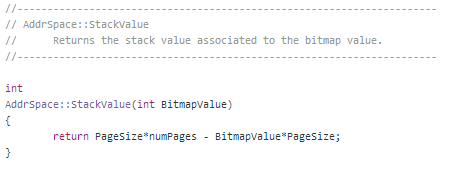 //----------------------------------------------------------------------
// AddrSpace::StackValue
//      Returns the stack value associated to the bitmap value.
//----------------------------------------------------------------------

int
AddrSpace::StackValue(int BitmapValue)
{
        return PageSize*numPages - BitmapValue*PageSize;
}